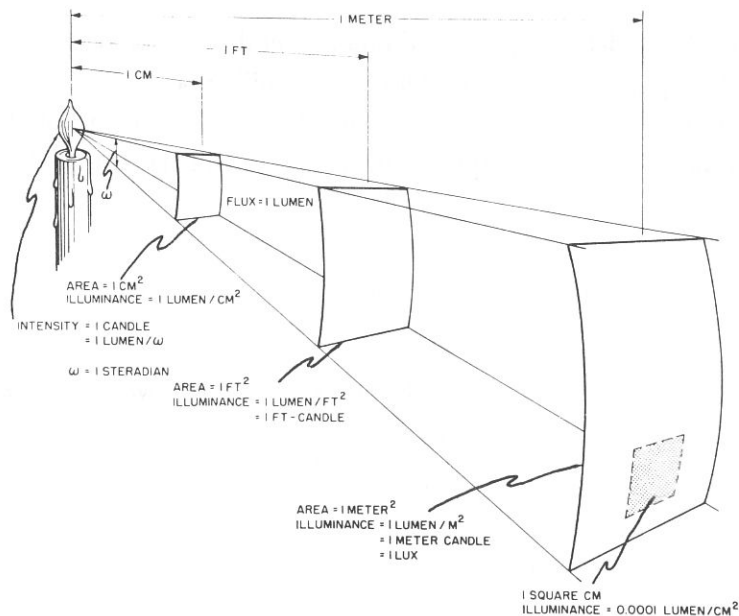 1 METER
1 FT
1 CM
ω
FLUX = 1 LUMEN
AREA = 1 CM²
ILLUMINANCE = 1 LUMEN/CM²
INTENSITY = 1 CANDLE
= 1 LUMEN/ω
ω = 1 STERADIAN
AREA = 1 FT²
ILLUMINANCE = 1 LUMEN/FT²
= 1 FT-CANDLE
AREA = 1 METER²
ILLUMINANCE = 1 LUMEN/M²
= 1 METER CANDLE
= 1 LUX
1 SQUARE CM
ILLUMINANCE = 0.0001 LUMEN/CM²